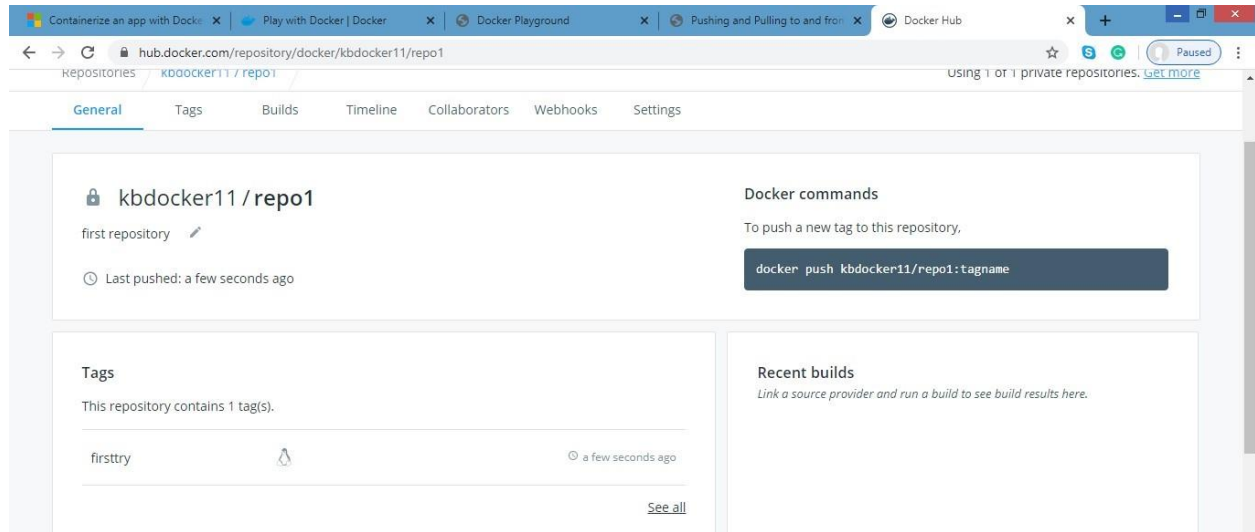 Containerize an app with Docke
Play with Docker | Docker
Docker Playground
Pushing and Pulling to and from
Docker Hub
hub.docker.com/repository/docker/kbdocker11/repo1
Paused
Repositories
kbdocker11 / repo1
Using 1 of 1 private repositories. Get more
General Tags Builds Timeline Collaborators Webhooks Settings
kbdocker11 / repo1
first repository
Last pushed: a few seconds ago
Docker commands
To push a new tag to this repository,
docker push kbdocker11/repo1:tagname
Tags
This repository contains 1 tag(s).
firsttry
a few seconds ago
See all
Recent builds
Link a source provider and run a build to see build results here.